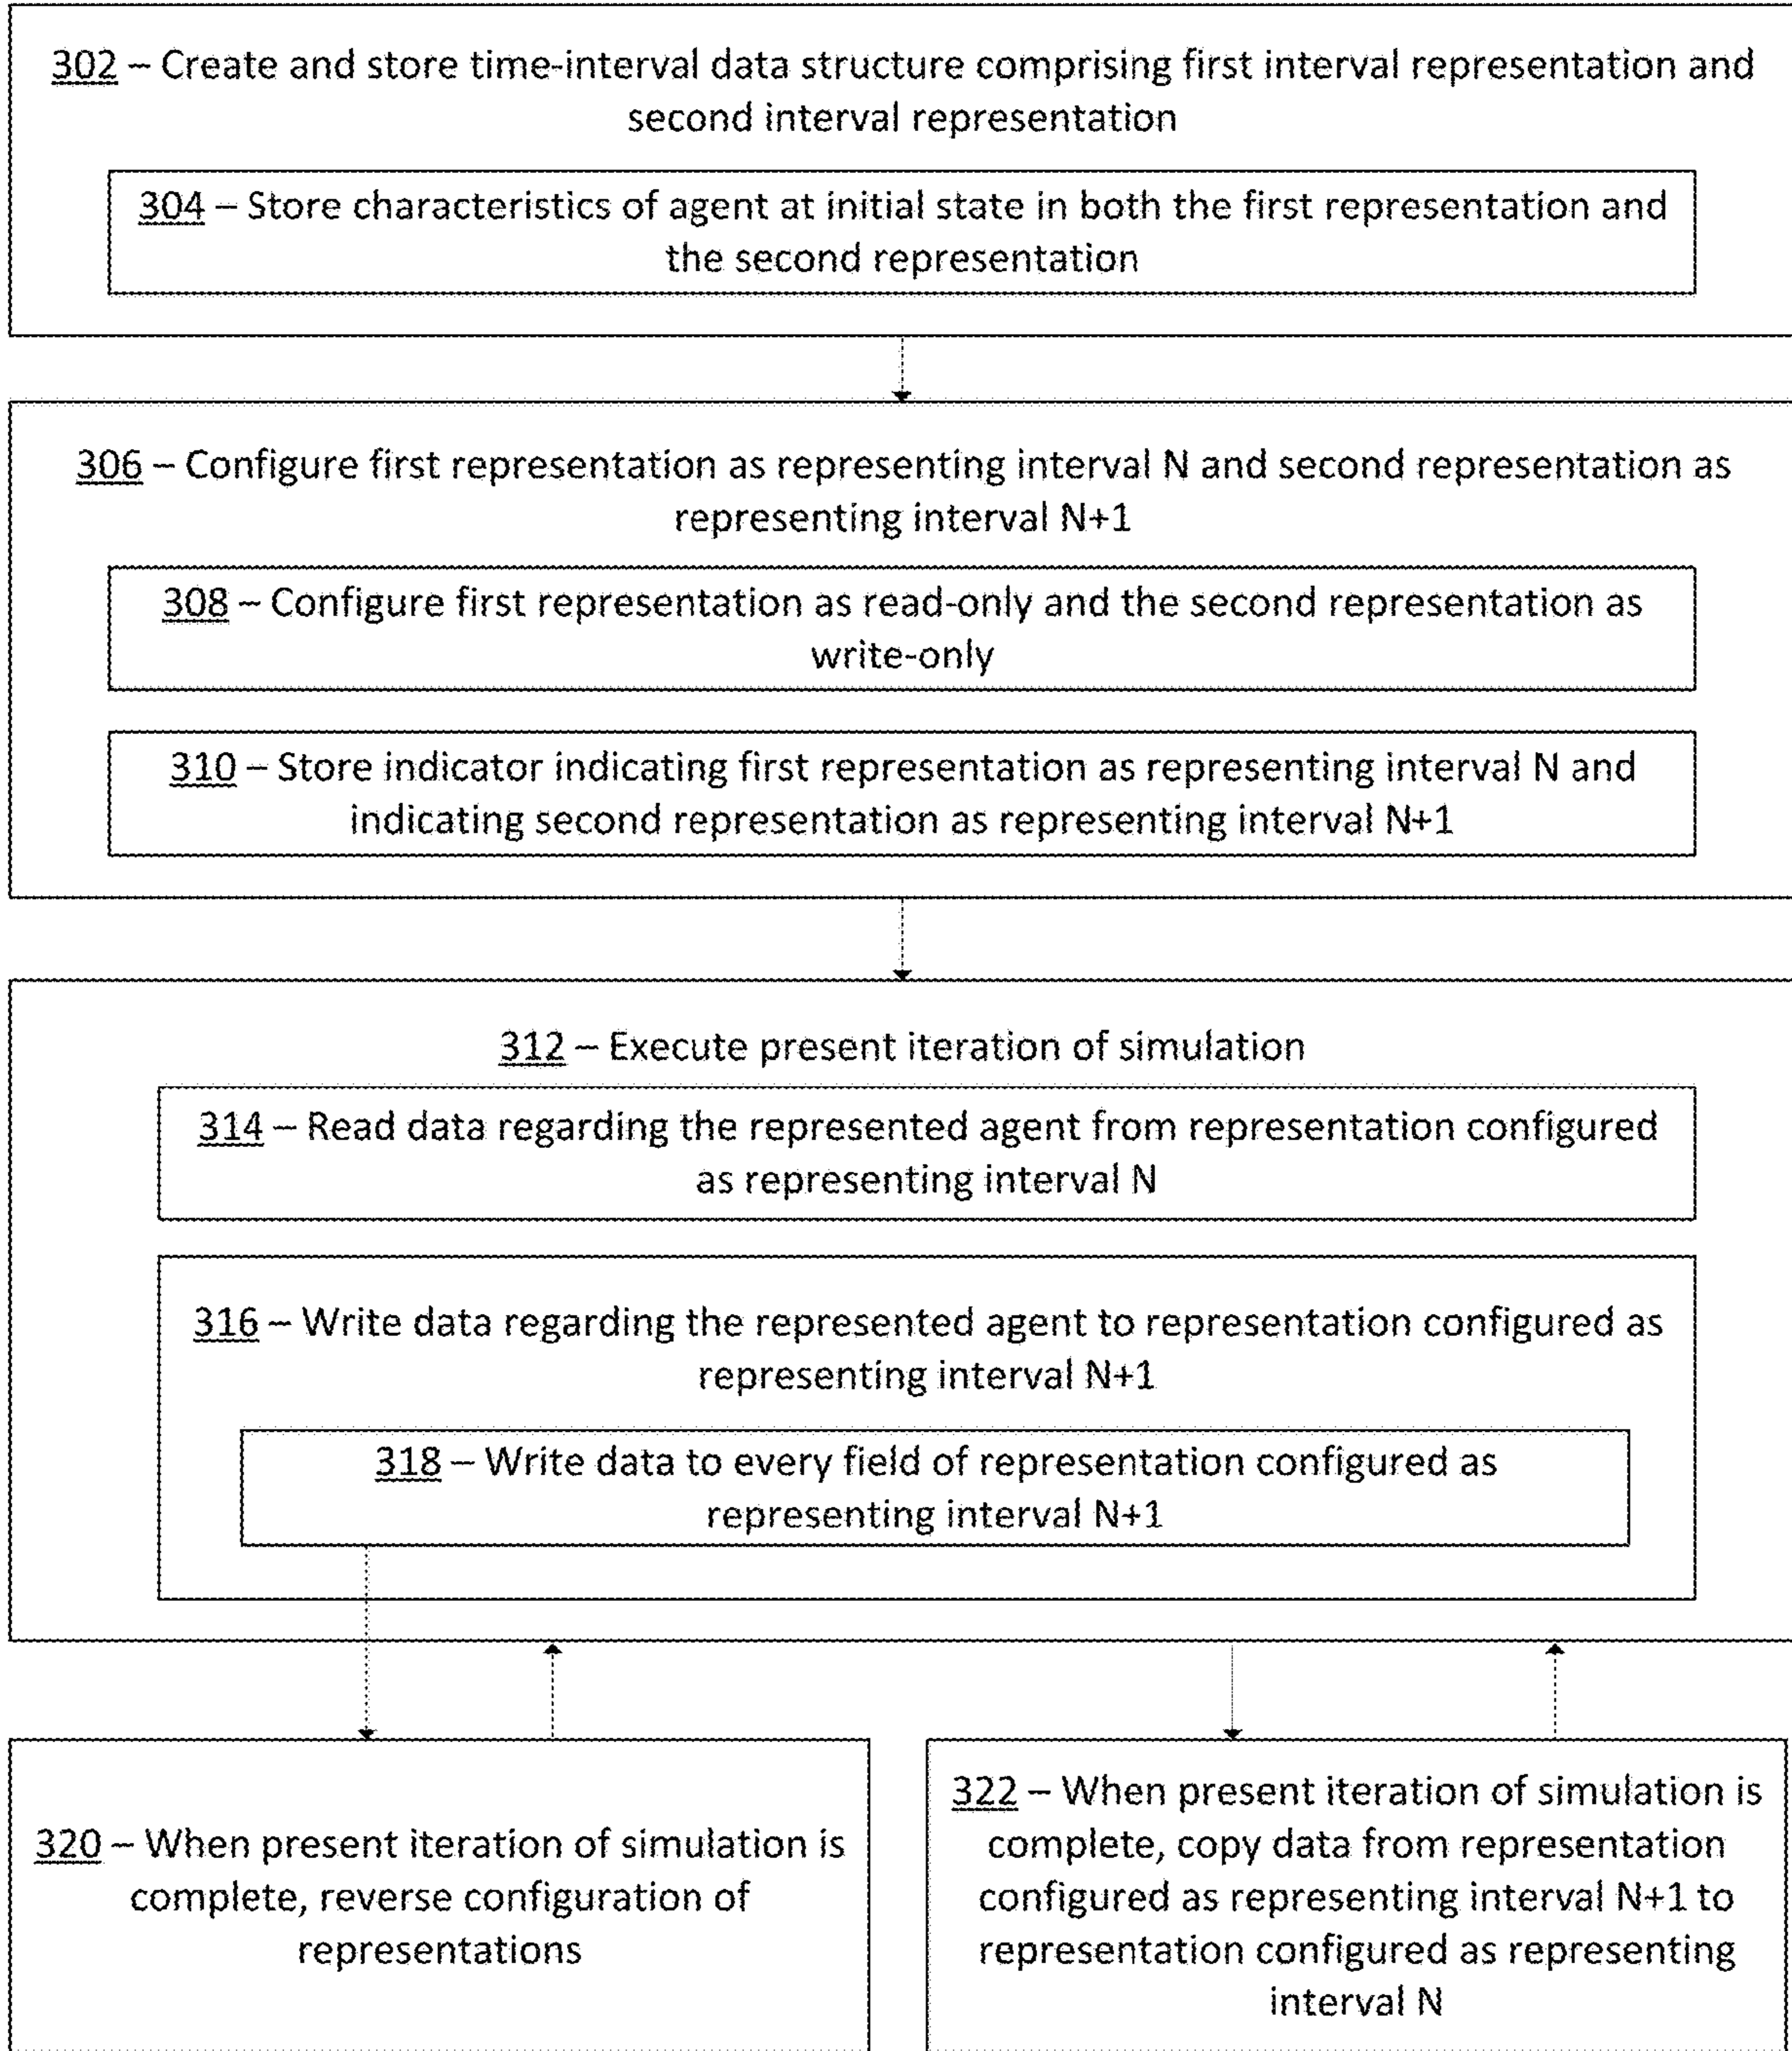 302 – Create and store time-interval data structure comprising first interval representation and
second interval representation
304 – Store characteristics of agent at initial state in both the first representation and
the second representation
306 – Configure first representation as representing interval N and second representation as
representing interval N+1
308 – Configure first representation as read-only and the second representation as
write-only
310 – Store indicator indicating first representation as representing interval N and
indicating second representation as representing interval N+1
312 – Execute present iteration of simulation
314 – Read data regarding the represented agent from representation configured
as representing interval N
316 – Write data regarding the represented agent to representation configured as
representing interval N+1
318 – Write data to every field of representation configured as
representing interval N+1
320 – When present iteration of simulation is
complete, reverse configuration of
representations
322 – When present iteration of simulation is
complete, copy data from representation
configured as representing interval N+1 to
representation configured as representing
interval N